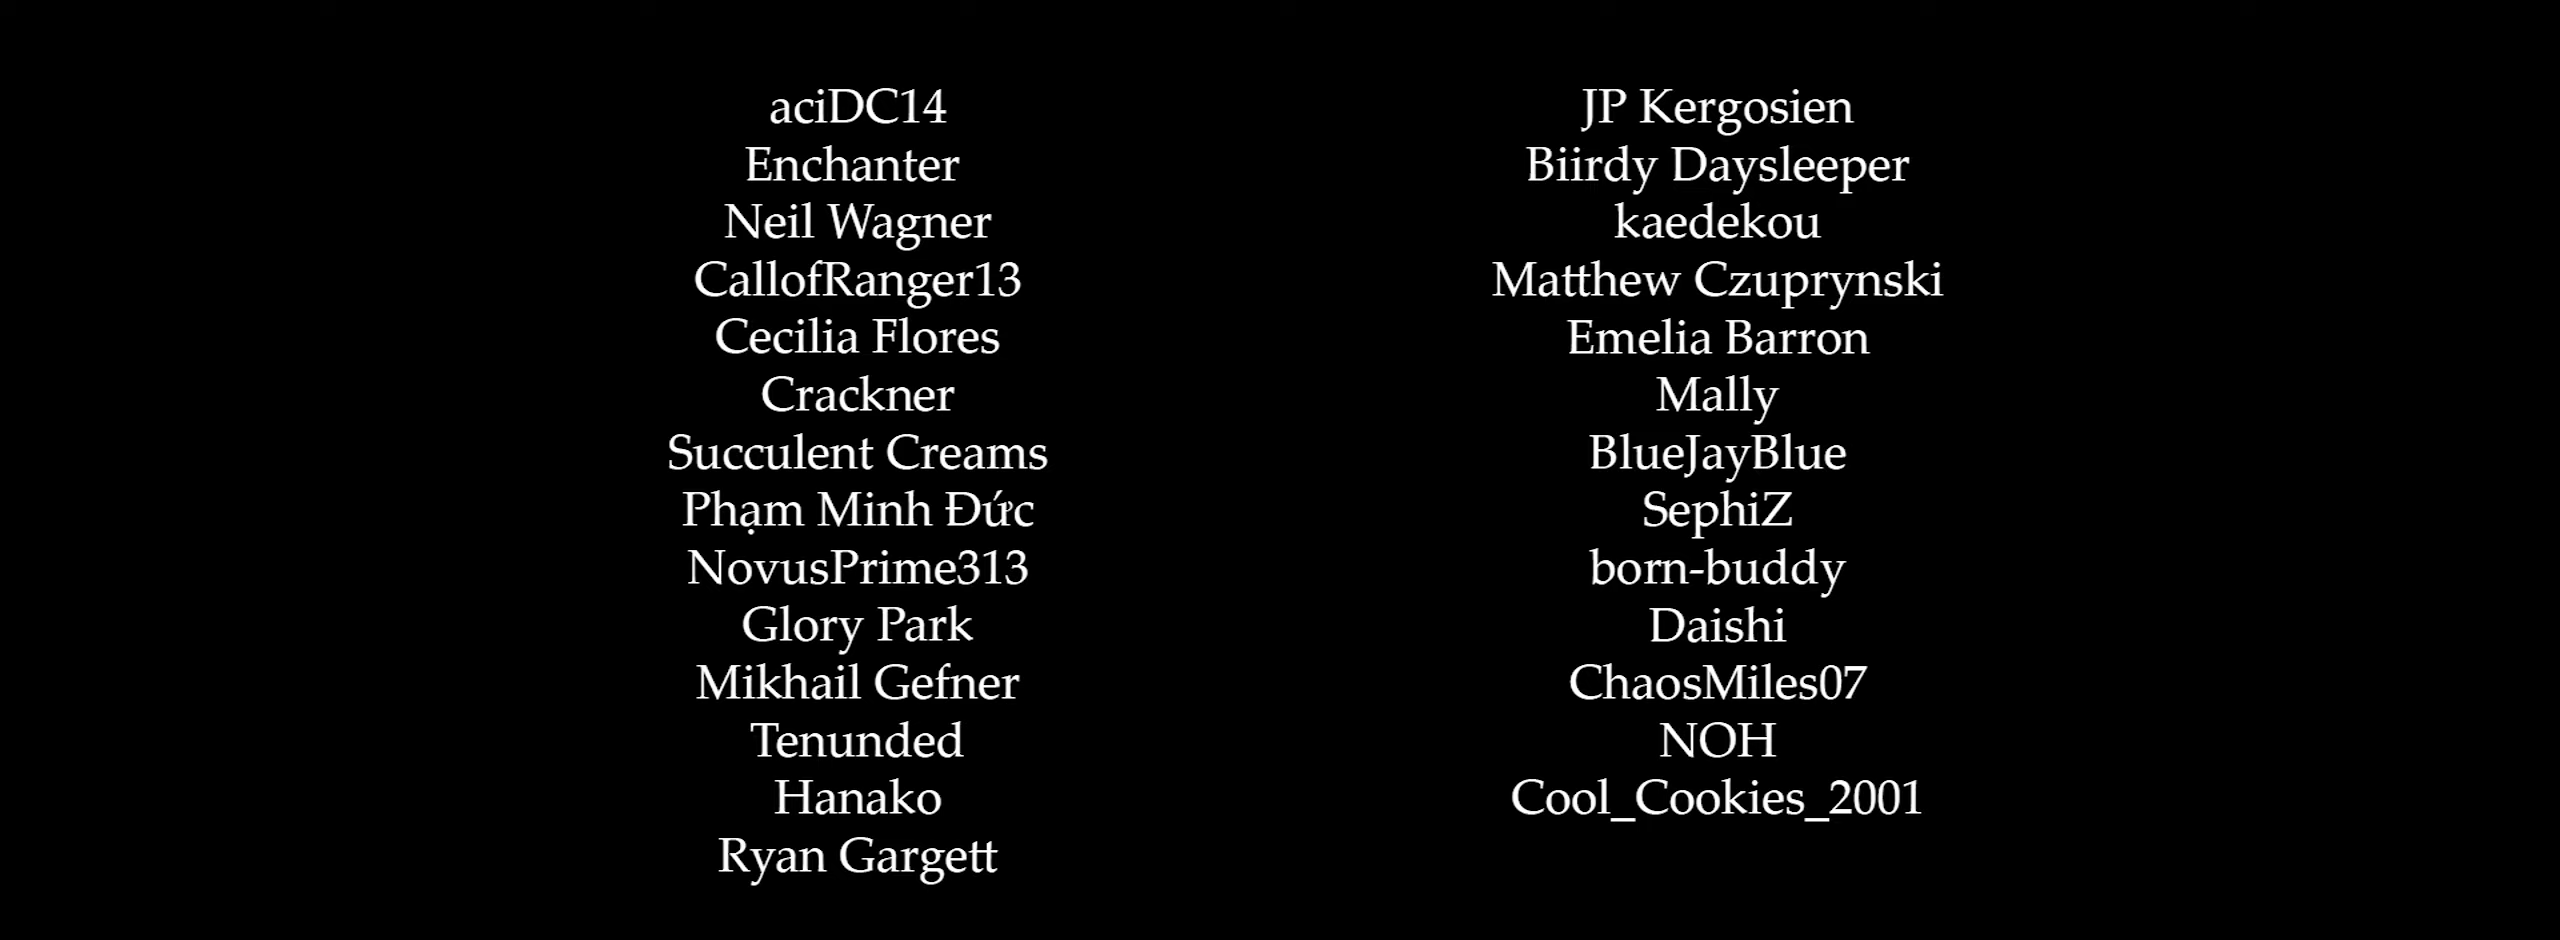 aciDC14
Enchanter
Neil Wagner
CallofRanger13
Cecilia Flores
Crackner
Succulent Creams
Phạm Minh Đức
NovusPrime313
Glory Park
Mikhail Gefner
Tenunded
Hanako
Ryan Gargett
JP Kergosien
Biirdy Daysleeper
kaedekou
Matthew Czuprynski
Emelia Barron
Mally
BlueJayBlue
SephiZ
born-buddy
Daishi
ChaosMiles07
NOH
Cool_Cookies_2001